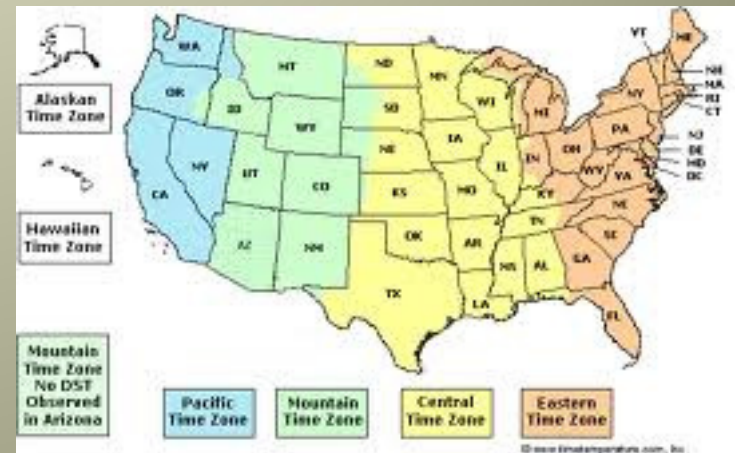 VT
WA
MT
ND
MN
ME
Alaskan
Time Zone
OR
ID
WY
SD
WI
MI
NY
NH
MA
RI
CT
NV
UT
CO
NE
IA
IL
IN
OH
PA
NJ
DE
MD
DC
CA
KS
MO
KY
WV
VA
Hawaiian
Time Zone
AZ
NM
OK
AR
TN
NC
SC
TX
LA
MS
AL
GA
FL
Mountain
Time Zone
No DST
Observed
in Arizona
Pacific
Time Zone
Mountain
Time Zone
Central
Time Zone
Eastern
Time Zone